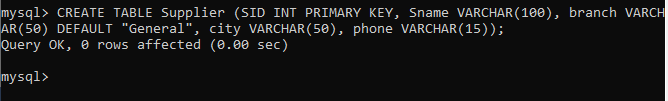 mysql> CREATE TABLE Supplier (SID INT PRIMARY KEY, Sname VARCHAR(100), branch VARCH
AR(50) DEFAULT "General", city VARCHAR(50), phone VARCHAR(15));
Query OK, 0 rows affected (0.00 sec)
mysql>